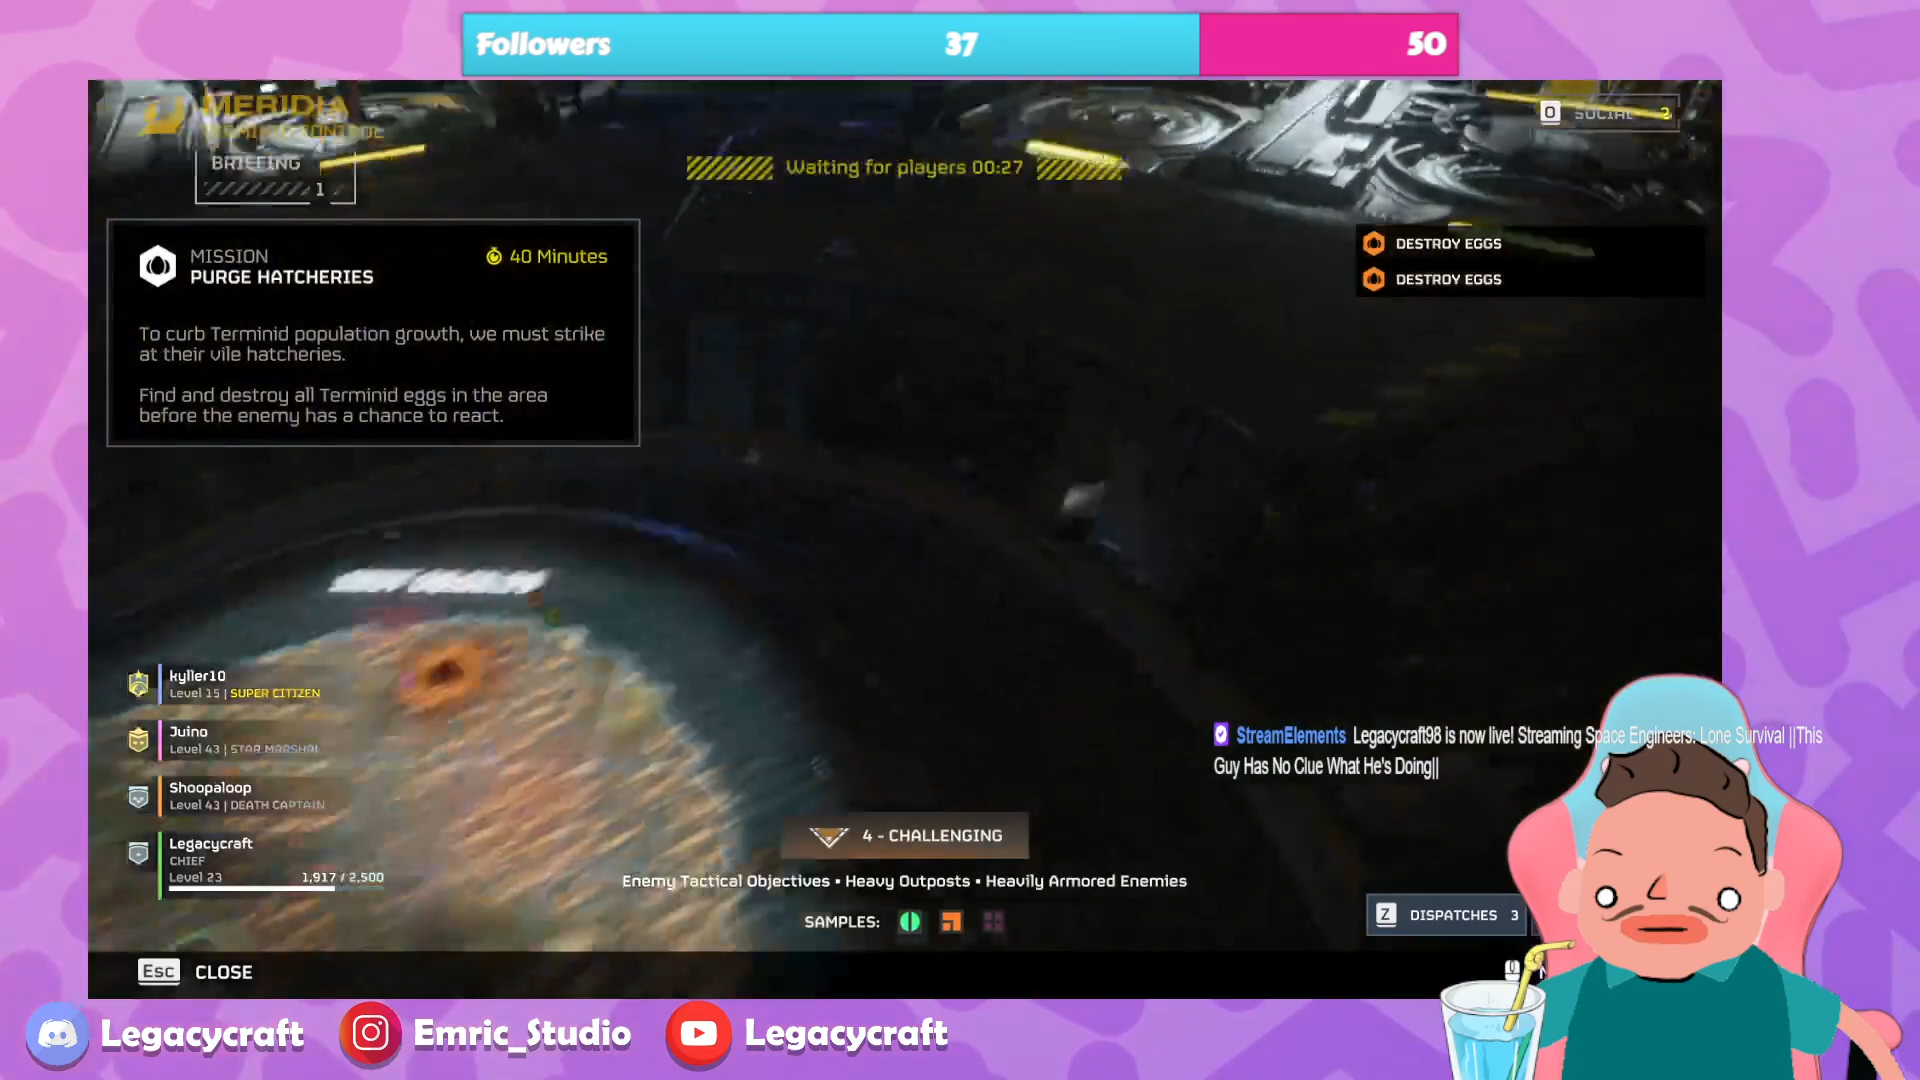 Followers 37 50
MERIDIA
TERMINID CONTROL
BRIEFING
1
Waiting for players 00:27
O SOCIAL 2
MISSION
PURGE HATCHERIES
40 Minutes
To curb Terminid population growth, we must strike
at their vile hatcheries.
Find and destroy all Terminid eggs in the area
before the enemy has a chance to react.
DESTROY EGGS
DESTROY EGGS
kyller10
Level 15 | SUPER CITIZEN
Juino
Level 43 | STAR MARSHAL
Shoopaloop
Level 43 | DEATH CAPTAIN
Legacycraft
CHIEF
Level 23 1,917 / 2,500
StreamElements Legacycraft98 is now live! Streaming Space Engineers: Lone Survival ||This
Guy Has No Clue What He's Doing||
4 - CHALLENGING
Enemy Tactical Objectives • Heavy Outposts • Heavily Armored Enemies
SAMPLES:
Z DISPATCHES 3
Esc CLOSE
Legacycraft Emric_Studio Legacycraft